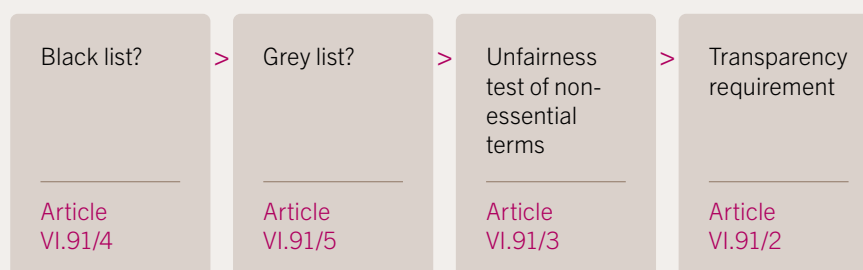 Black list?
Article
VI.91/4
>
Grey list?
Article
VI.91/5
>
Unfairness
test of non-
essential
terms
Article
VI.91/3
>
Transparency
requirement
Article
VI.91/2